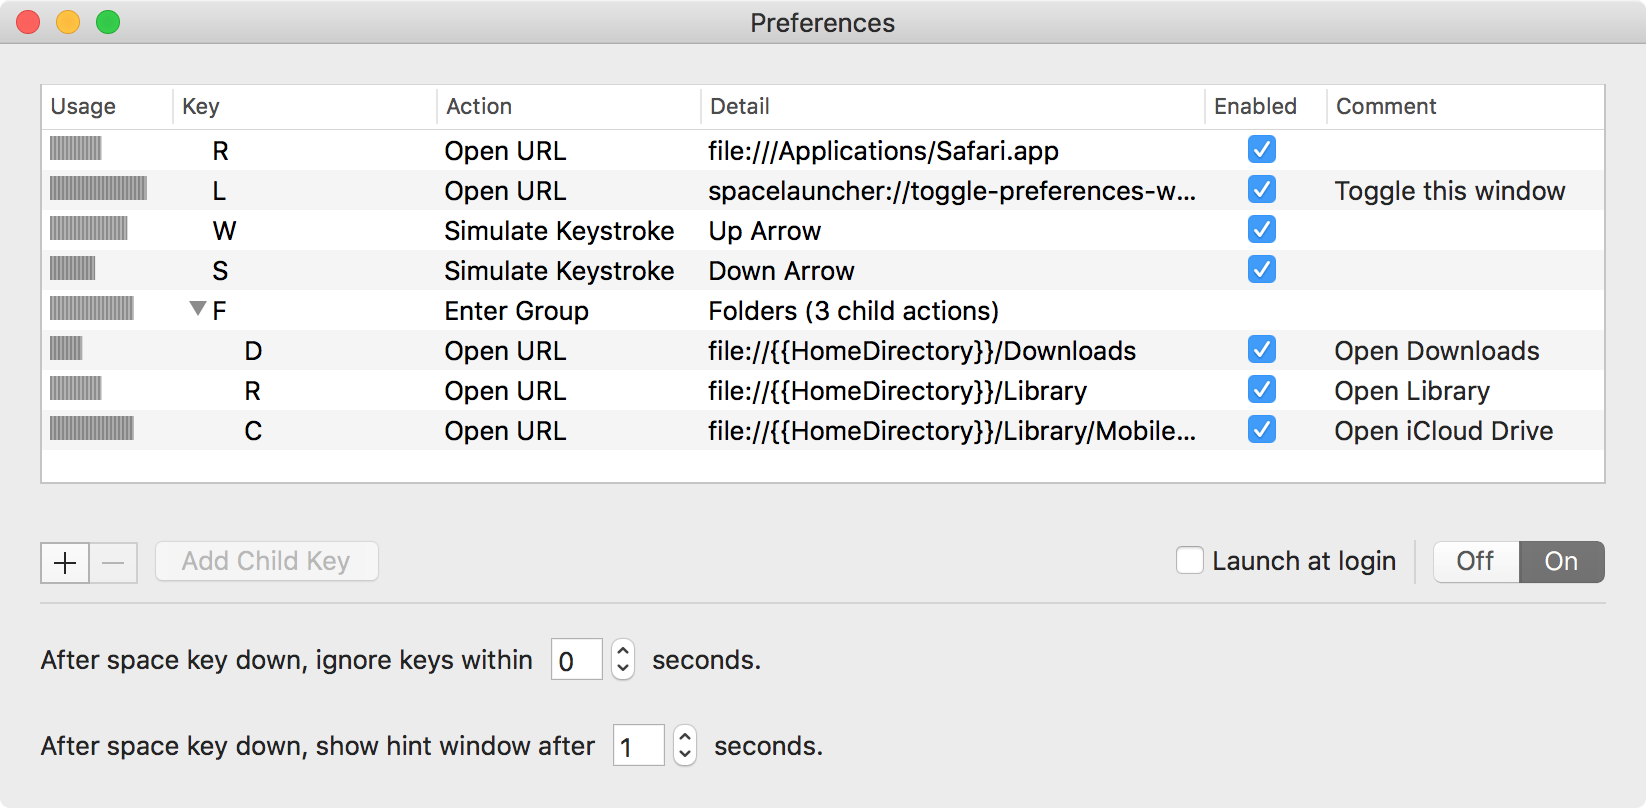 Preferences
Usage Key Action Detail Enabled Comment
R Open URL file:///Applications/Safari.app
L Open URL spacelauncher://toggle-preferences-w... Toggle this window
W Simulate Keystroke Up Arrow
S Simulate Keystroke Down Arrow
F Enter Group Folders (3 child actions)
D Open URL file://{{HomeDirectory}}/Downloads Open Downloads
R Open URL file://{{HomeDirectory}}/Library Open Library
C Open URL file://{{HomeDirectory}}/Library/Mobile... Open iCloud Drive
Add Child Key Launch at login Off On
After space key down, ignore keys within 0 seconds.
After space key down, show hint window after 1 seconds.